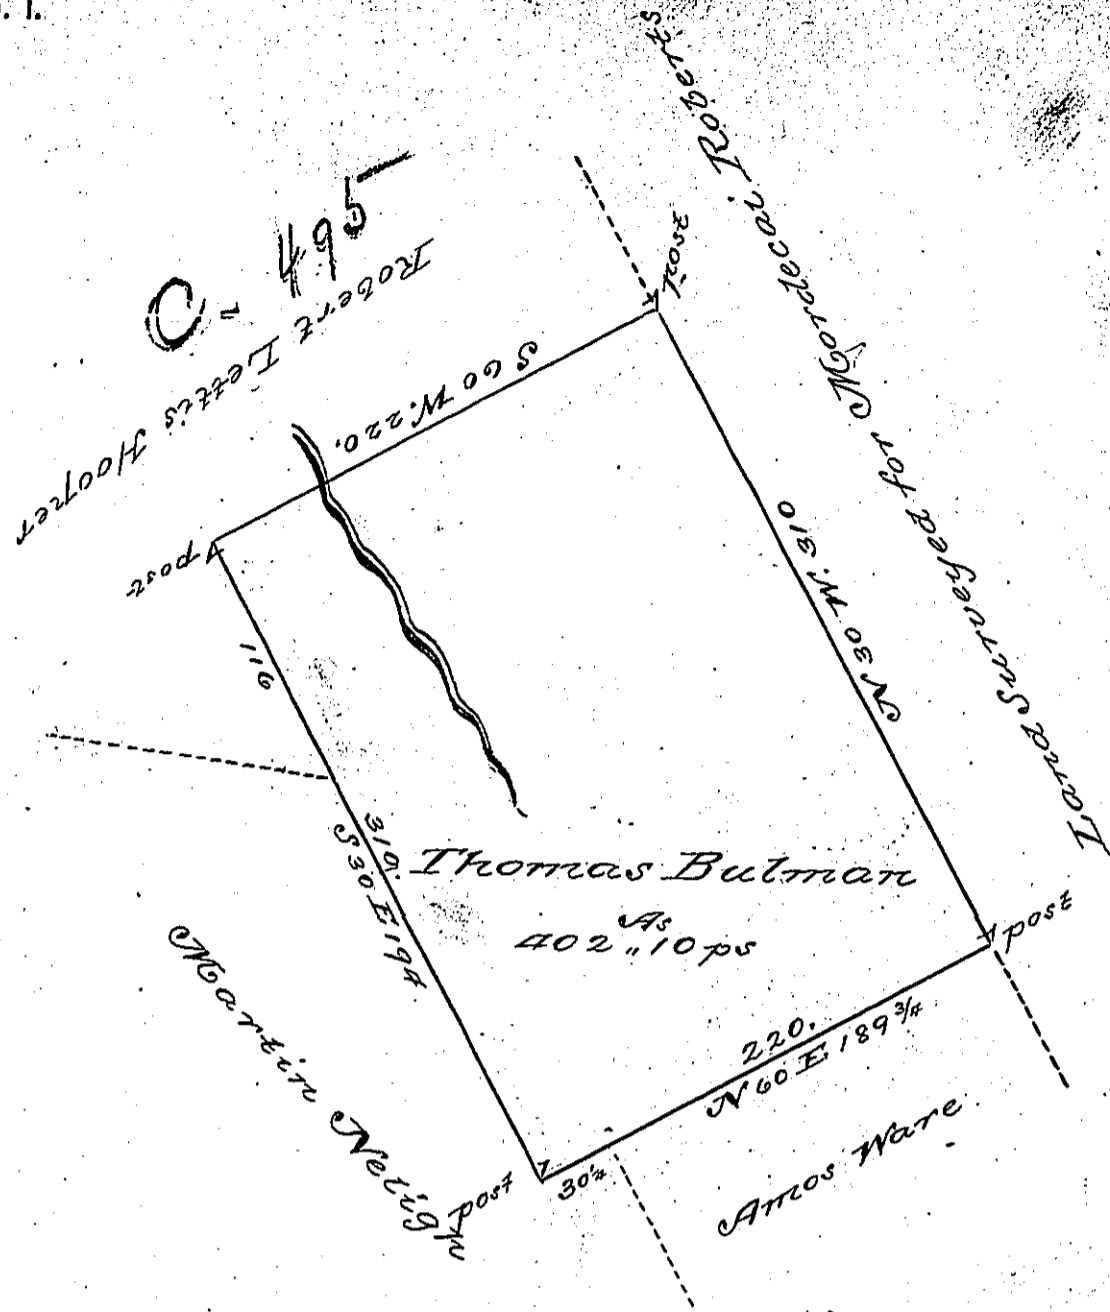 C = 495
Robert Lettis Hooper
Land Surveyed for Mordecai Roberts
post
S 60 W. 220.
post
116
N 30 W. 310
310.
S 30 E 194
Thomas Bulman
As
402 " 10 ps
post
220.
N 60 E 189 3/4
30 1/4
post
Martin Neligh
Amos Ware